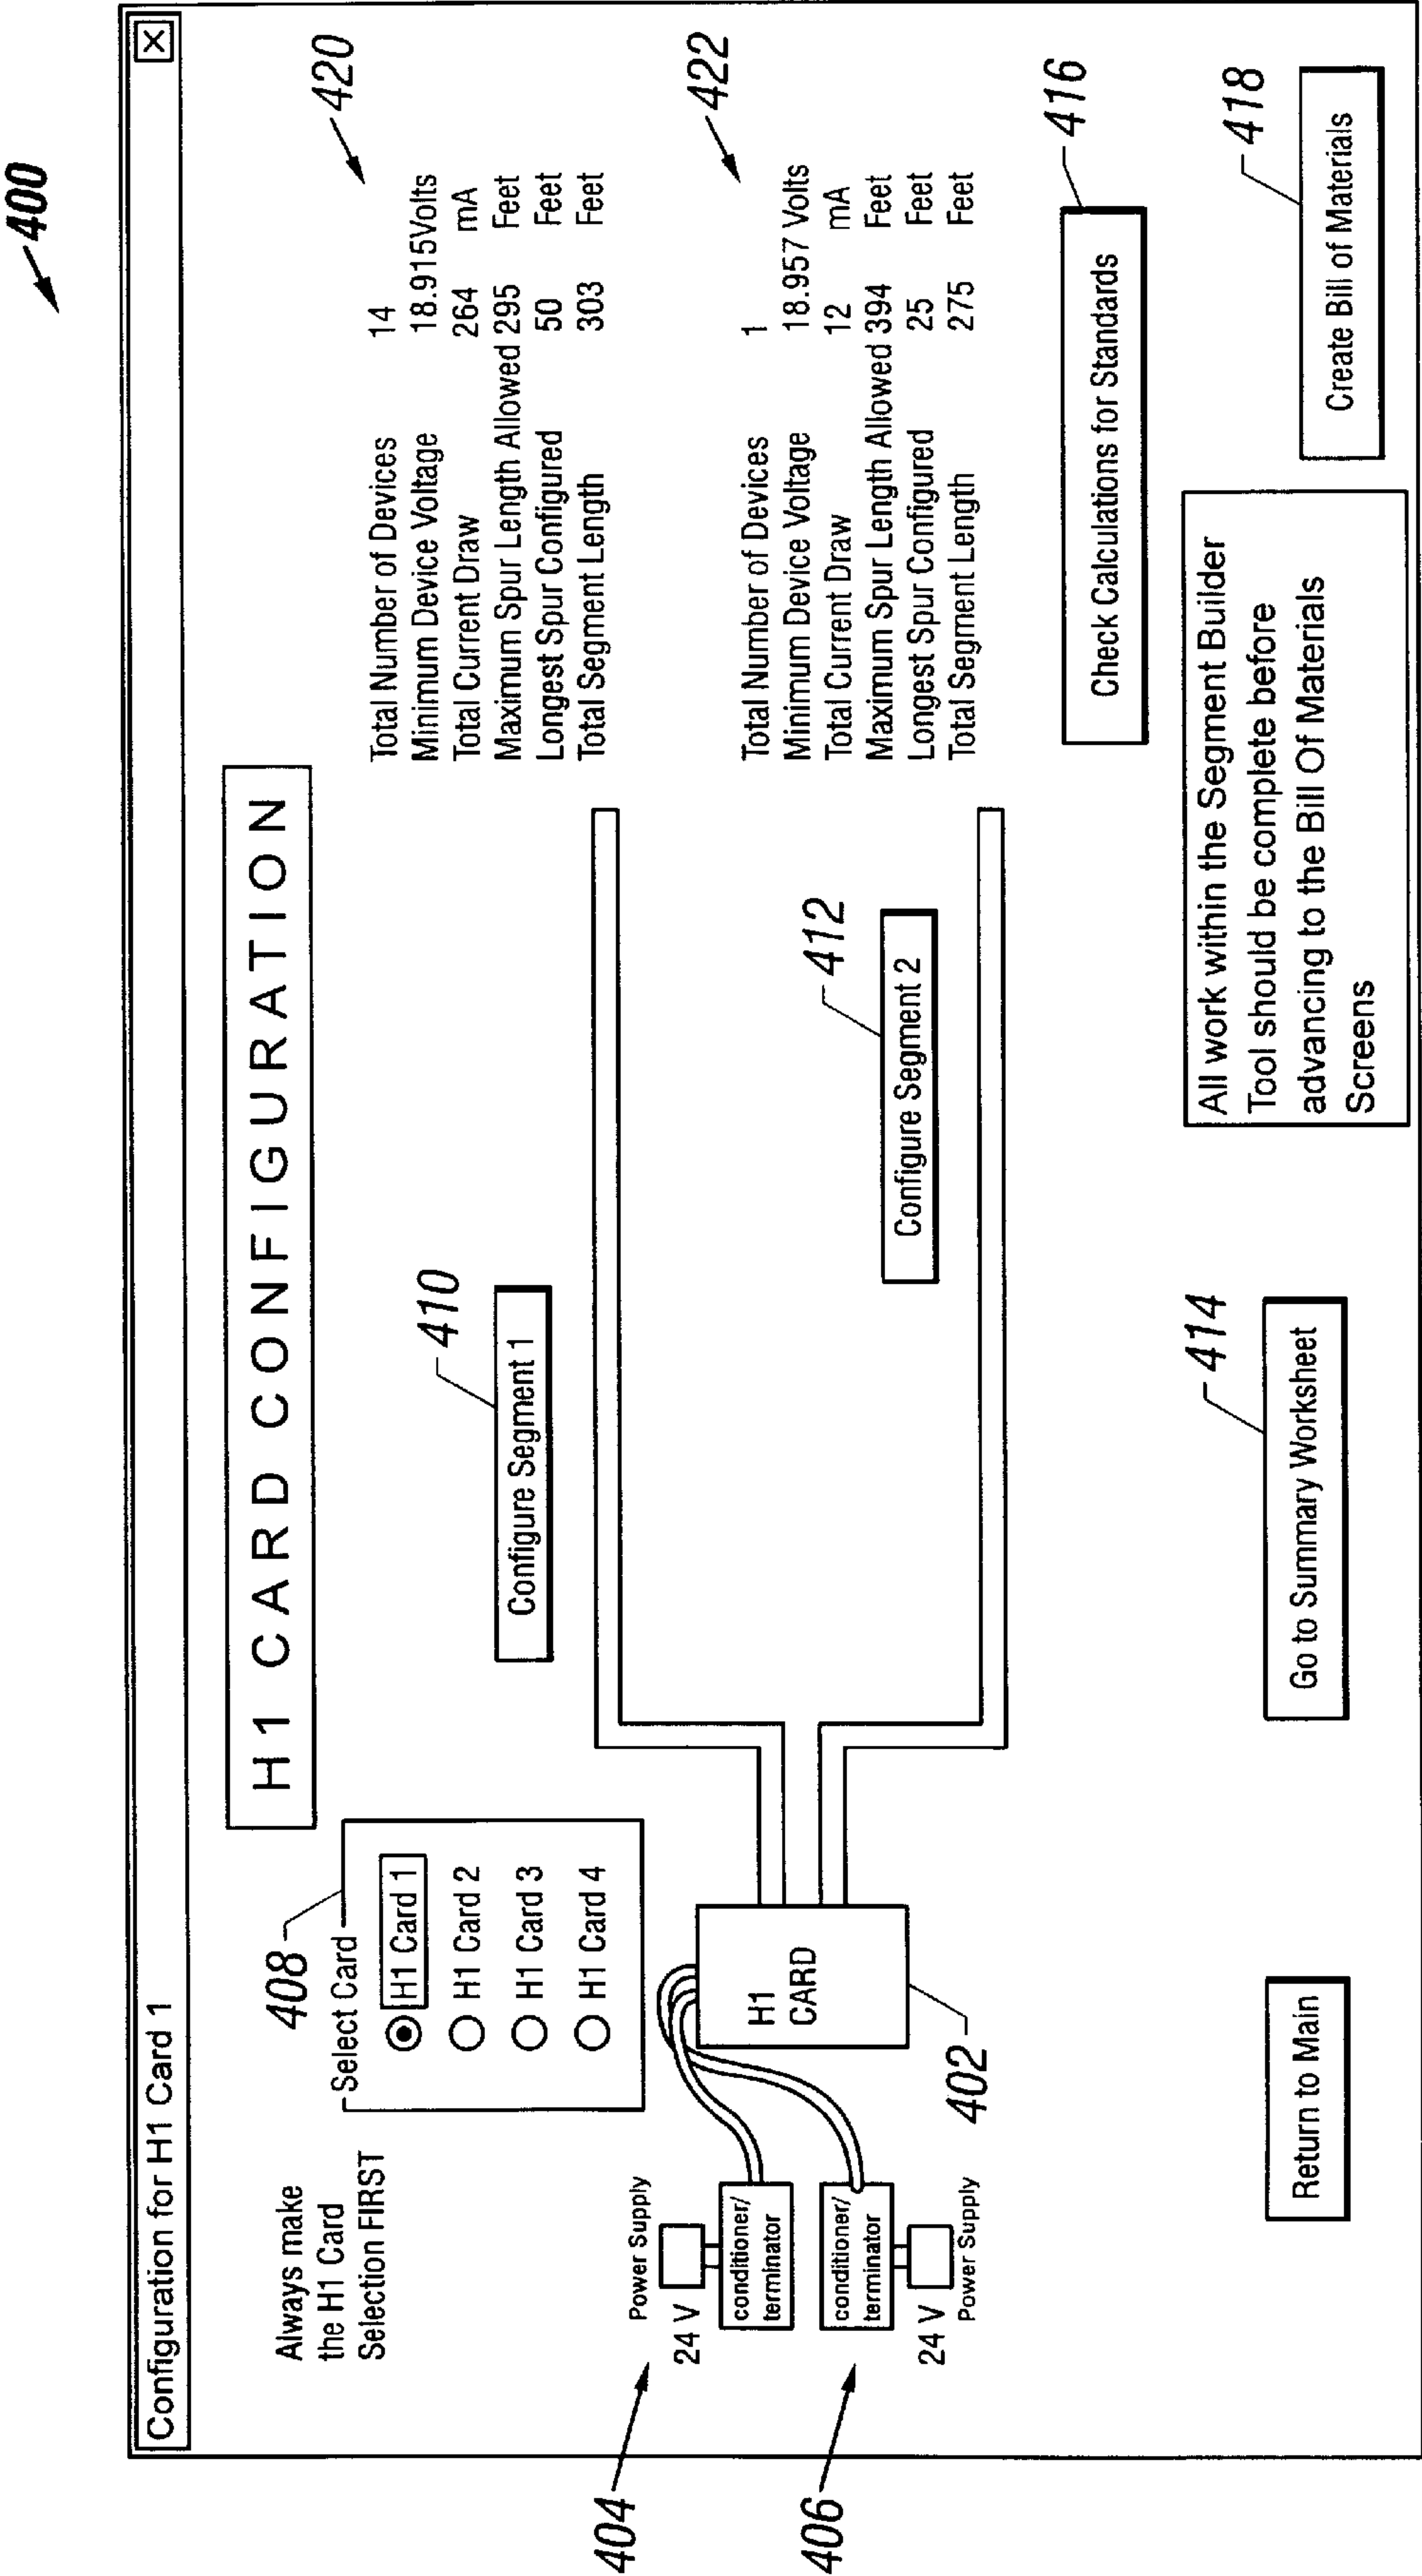 400
Configuration for H1 Card 1
H1 CARD CONFIGURATION
Always make
the H1 Card
Selection FIRST
408
Select Card
H1 Card 1
H1 Card 2
H1 Card 3
H1 Card 4
410
Configure Segment 1
420
Total Number of Devices 14
Minimum Device Voltage 18.915Volts
Total Current Draw 264 mA
Maximum Spur Length Allowed 295 Feet
Longest Spur Configured 50 Feet
Total Segment Length 303 Feet
404
Power Supply
24 V
conditioner/
terminator
H1
CARD
402
406
conditioner/
terminator
24 V
Power Supply
412
Configure Segment 2
422
Total Number of Devices 1
Minimum Device Voltage 18.957 Volts
Total Current Draw 12 mA
Maximum Spur Length Allowed 394 Feet
Longest Spur Configured 25 Feet
Total Segment Length 275 Feet
416
Check Calculations for Standards
Return to Main
414
Go to Summary Worksheet
All work within the Segment Builder
Tool should be complete before
advancing to the Bill Of Materials
Screens
418
Create Bill of Materials